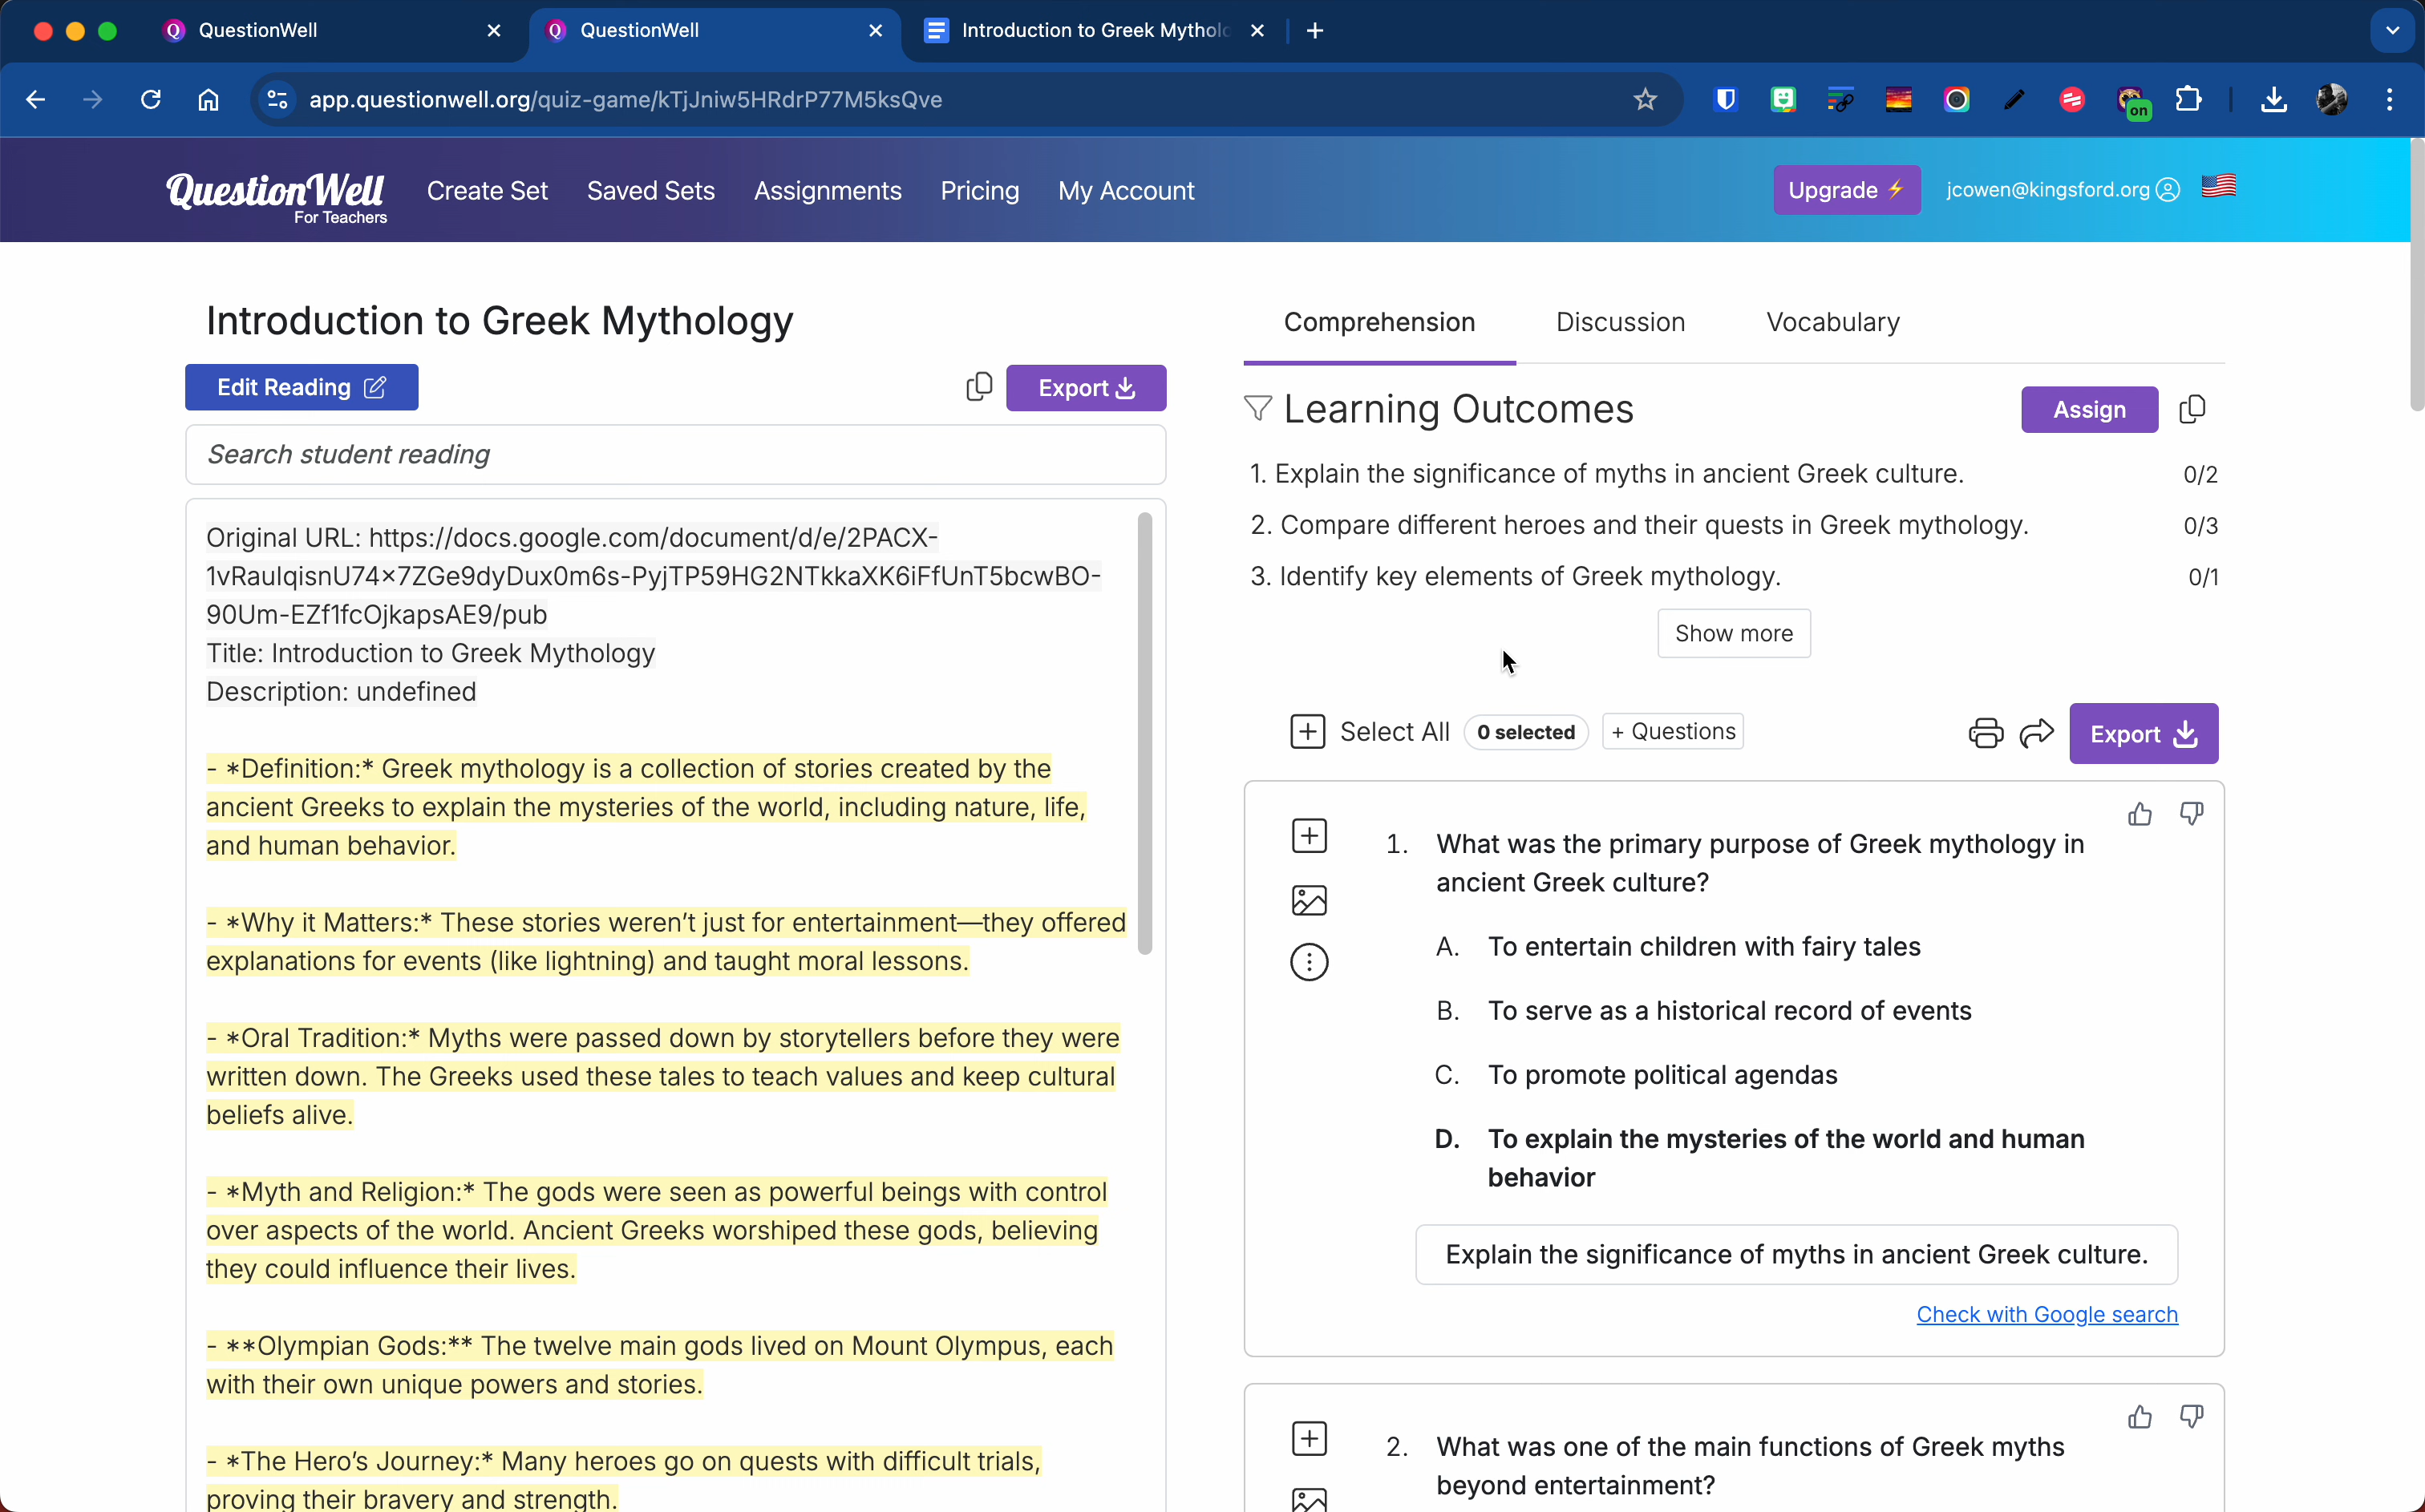 QuestionWell
QuestionWell
Introduction to Greek Mytholo
app.questionwell.org/quiz-game/kTjJniw5HRdrP77M5ksQve
on
QuestionWell
For Teachers
Create Set
Saved Sets
Assignments
Pricing
My Account
Upgrade
jcowen@kingsford.org
Introduction to Greek Mythology
Edit Reading
Export
Search student reading
Original URL: https://docs.google.com/document/d/e/2PACX-
1vRaulqisnU74x7ZGe9dyDux0m6s-PyjTP59HG2NTkkaXK6iFfUnT5bcwBO-
90Um-EZf1fcOjkapsAE9/pub
Title: Introduction to Greek Mythology
Description: undefined
- *Definition:* Greek mythology is a collection of stories created by the
ancient Greeks to explain the mysteries of the world, including nature, life,
and human behavior.
- *Why it Matters:* These stories weren't just for entertainment—they offered
explanations for events (like lightning) and taught moral lessons.
- *Oral Tradition:* Myths were passed down by storytellers before they were
written down. The Greeks used these tales to teach values and keep cultural
beliefs alive.
- *Myth and Religion:* The gods were seen as powerful beings with control
over aspects of the world. Ancient Greeks worshiped these gods, believing
they could influence their lives.
- **Olympian Gods:** The twelve main gods lived on Mount Olympus, each
with their own unique powers and stories.
- *The Hero's Journey:* Many heroes go on quests with difficult trials,
proving their bravery and strength.
Comprehension
Discussion
Vocabulary
Learning Outcomes
Assign
1. Explain the significance of myths in ancient Greek culture. 0/2
2. Compare different heroes and their quests in Greek mythology. 0/3
3. Identify key elements of Greek mythology. 0/1
Show more
Select All
0 selected
+ Questions
Export
1. What was the primary purpose of Greek mythology in
ancient Greek culture?
A. To entertain children with fairy tales
B. To serve as a historical record of events
C. To promote political agendas
D. To explain the mysteries of the world and human
behavior
Explain the significance of myths in ancient Greek culture.
Check with Google search
2. What was one of the main functions of Greek myths
beyond entertainment?